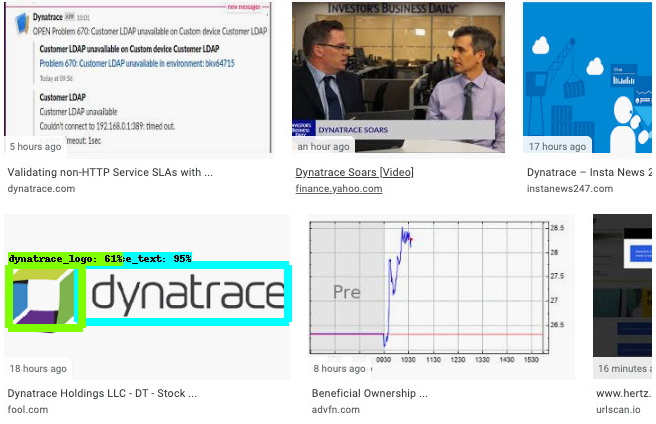 new messages
Dynatrace APP 10:01
OPEN Problem 670: Customer LDAP unavailable on Custom device Customer LDAP
Customer LDAP unavailable on Custom device Customer LDAP
Problem 670: Customer LDAP unavailable in environment: bkv64715
Today at 09:56
Customer LDAP
Customer LDAP unavailable
Couldn't connect to 192.168.0.1:389: timed out.
meout: 1sec
5 hours ago
Validating non-HTTP Service SLAs with ...
dynatrace.com
INVESTOR'S BUSINESS DAILY
INVESTOR'S BUSINESS DAILY
DYNATRACE SOARS
an hour ago
Dynatrace Soars [Video]
finance.yahoo.com
17 hours ago
Dynatrace – Insta News 2
instanews247.com
dynatrace_logo: 61% e_text: 95%
dynatrace
18 hours ago
Dynatrace Holdings LLC - DT - Stock ...
fool.com
Pre
28.5
28
27.5
27
26.5
0930 1030 1130 1230 1330 1430 1530
8 hours ago
Beneficial Ownership ...
advfn.com
16 minutes a
www.hertz.
urlscan.io